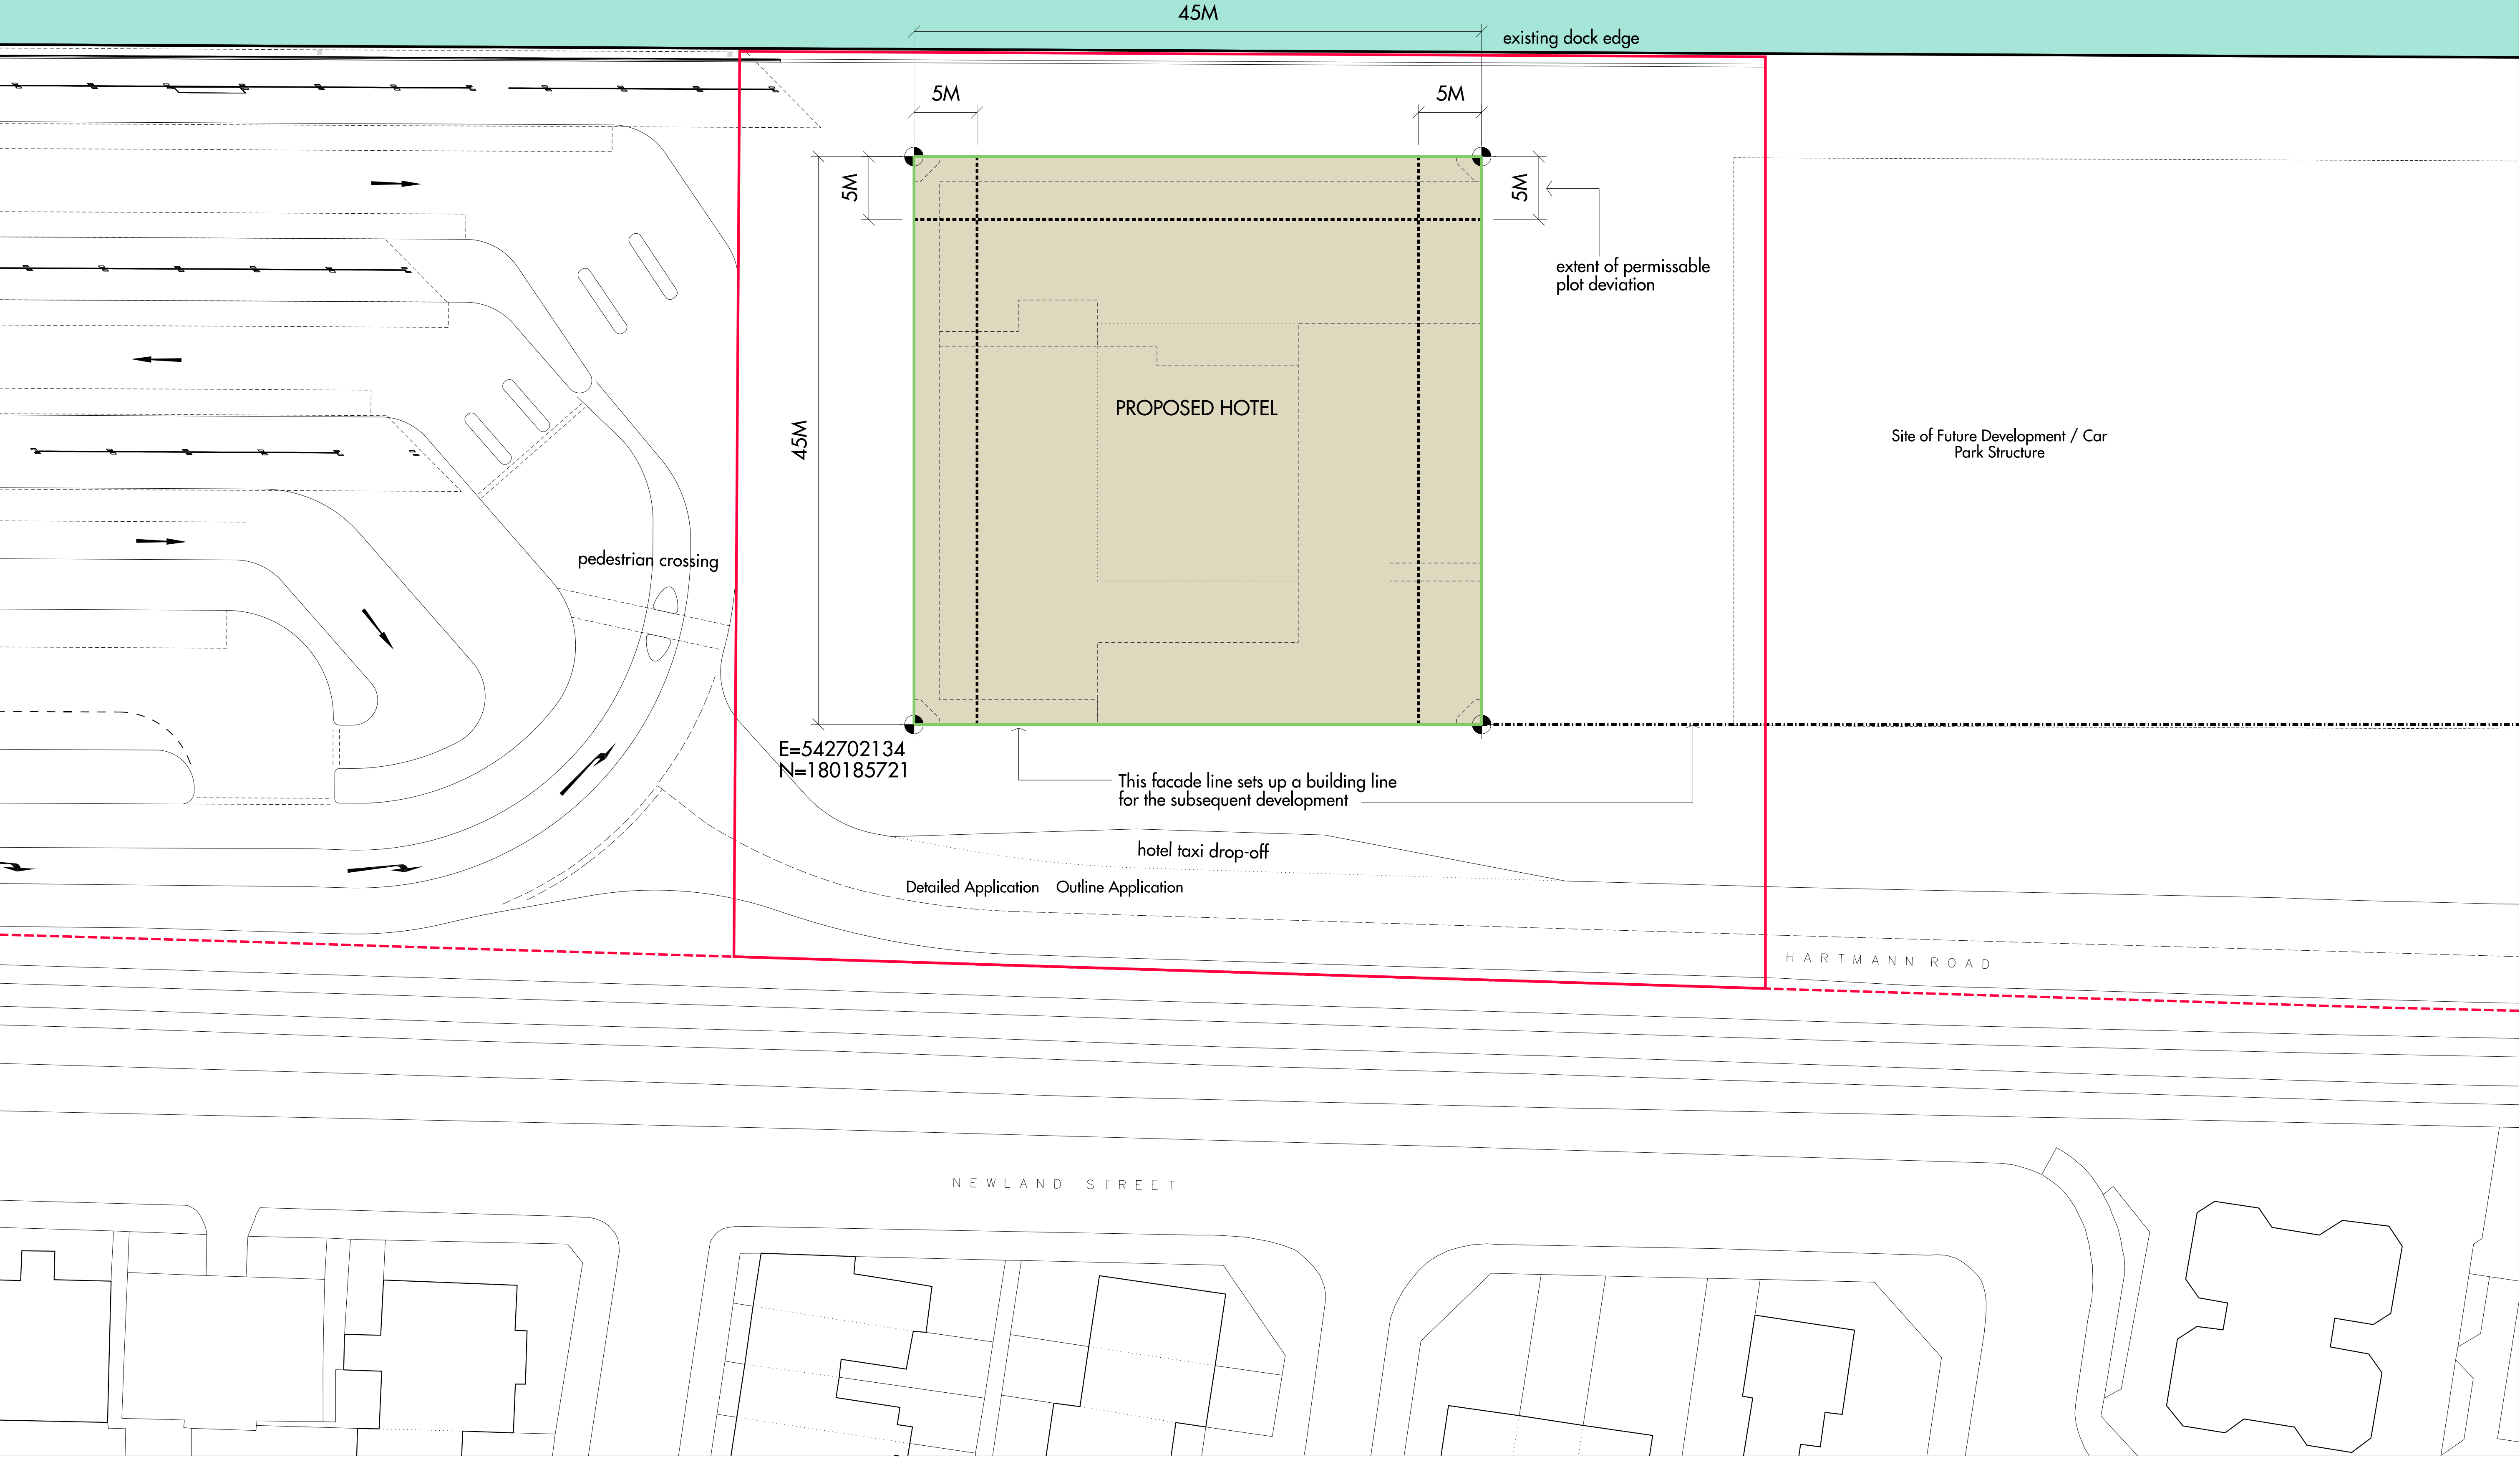 45M
existing dock edge
5M
5M
5M
5M
extent of permissable
plot deviation
PROPOSED HOTEL
45M
Site of Future Development / Car
Park Structure
pedestrian crossing
E=542702134
N=180185721
This facade line sets up a building line
for the subsequent development
hotel taxi drop-off
Detailed Application
Outline Application
HARTMANN ROAD
NEWLAND STREET